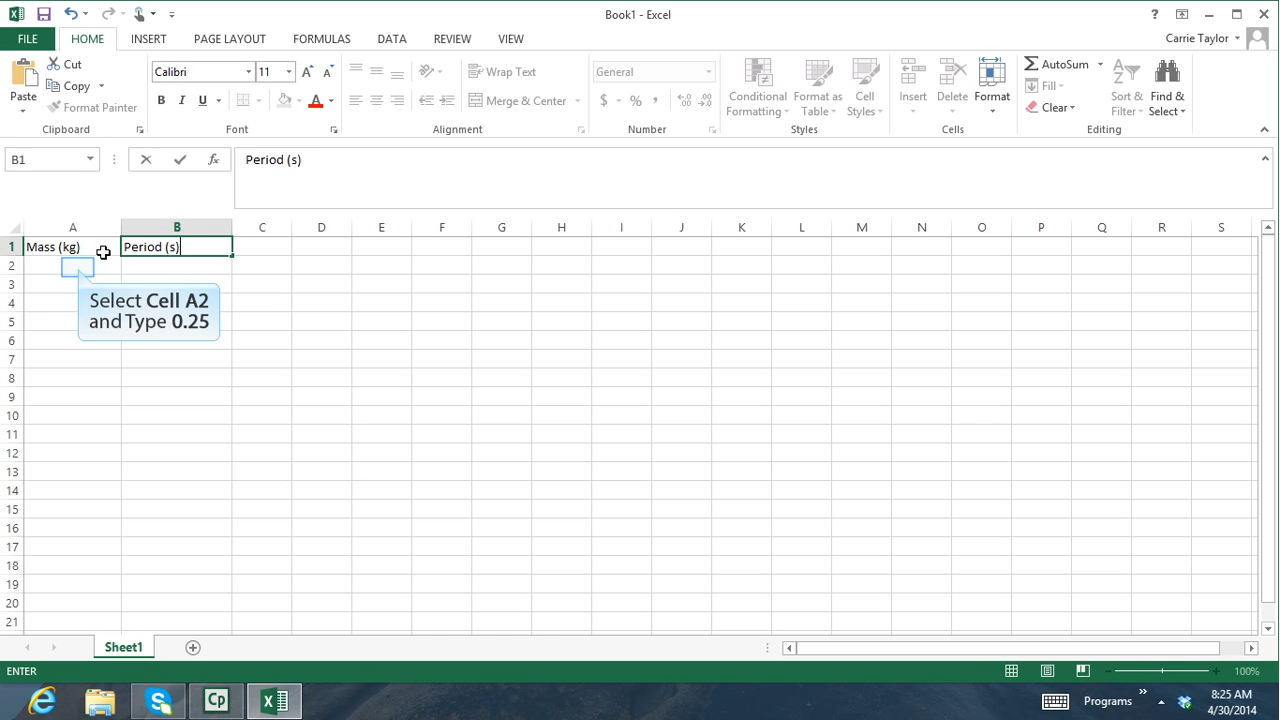 Book1 - Excel
FILE HOME INSERT PAGE LAYOUT FORMULAS DATA REVIEW VIEW Carrie Taylor
Paste
Cut
Copy
Format Painter
Clipboard
Calibri 11
Font
Wrap Text
Merge & Center
Alignment
General
Number
Conditional Formatting
Format as Table
Cell Styles
Styles
Insert Delete Format
Cells
AutoSum
Fill
Clear
Sort & Filter
Find & Select
Editing
B1 Period (s)
A B C D E F G H I J K L M N O P Q R S
1 Mass (kg) Period (s)
2
3
4
5
6
7
8
9
10
11
12
13
14
15
16
17
18
19
20
21
Select Cell A2
and Type 0.25
Sheet1
ENTER 100%
Programs 8:25 AM
4/30/2014